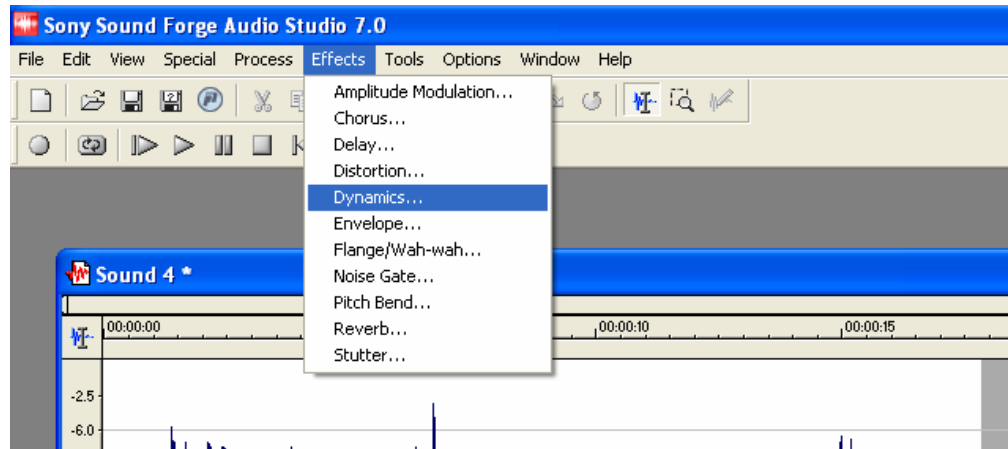 Sony Sound Forge Audio Studio 7.0
File Edit View Special Process Effects Tools Options Window Help
Amplitude Modulation...
Chorus...
Delay...
Distortion...
Dynamics...
Envelope...
Flange/Wah-wah...
Noise Gate...
Pitch Bend...
Reverb...
Stutter...
Sound 4 *
00:00:00 00:00:10 00:00:15
-2.5
-6.0